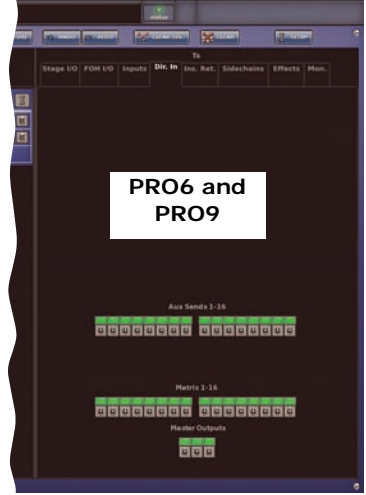 status
To
Stage I/O FOH I/O Inputs Dir. In Ins. Ret. Sidechains Effects Mon.
PRO6 and
PRO9
Aux Sends 1-16
Matrix 1-16
Master Outputs